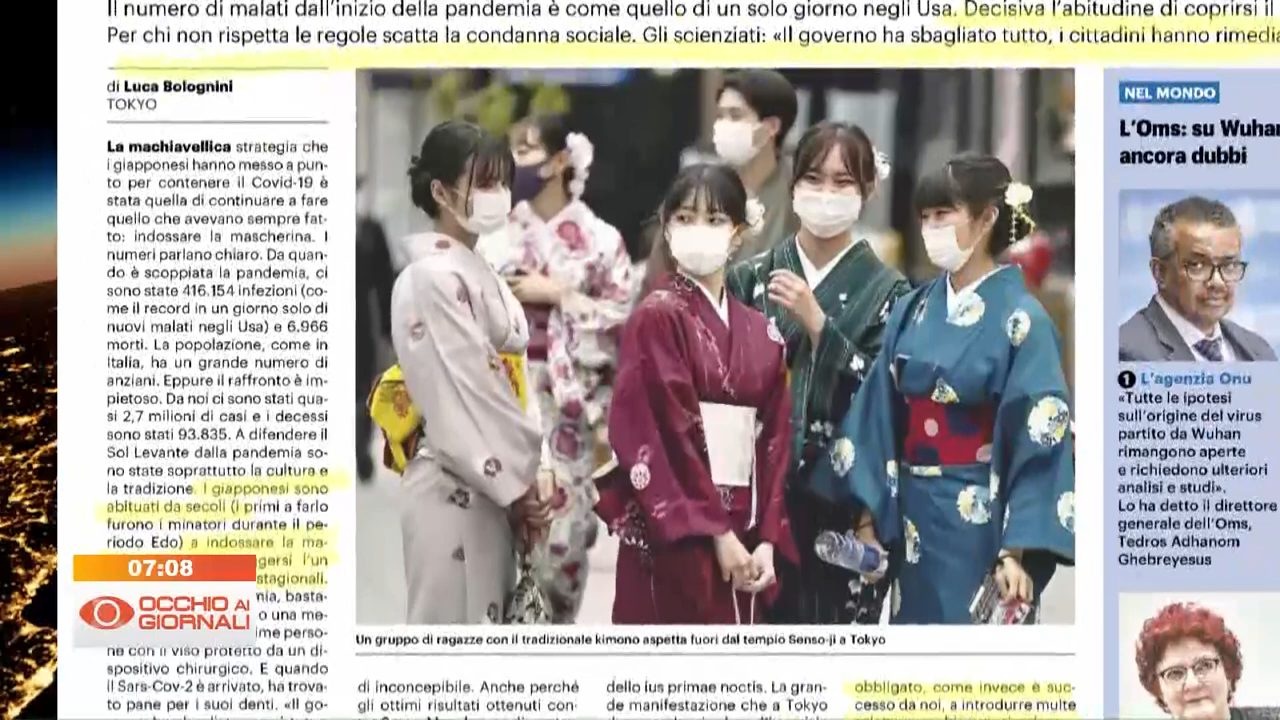 Il numero di malati dall'inizio della pandemia è come quello di un solo giorno negli Usa. Decisiva l'abitudine di coprirsi il
Per chi non rispetta le regole scatta la condanna sociale. Gli scienziati: «Il governo ha sbagliato tutto, i cittadini hanno
di Luca Bolognini
TOKYO
La machiavellica strategia che
i giapponesi hanno messo a pun-
to per contenere il Covid-19 è
stata quella di continuare a fare
quello che avevano sempre fat-
to: indossare la mascherina. I
numeri parlano chiaro. Da quan-
do è scoppiata la pandemia, ci
sono state 416.154 infezioni (co-
me il record in un giorno solo di
nuovi malati negli Usa) e 6.966
morti. La popolazione, come in
Italia, ha un grande numero di
anziani. Eppure il raffronto è im-
pietoso. Da noi ci sono stati qua-
si 2,7 milioni di casi e i decessi
sono stati 93.835. A difendere il
Sol Levante dalla pandemia so-
no state soprattutto la cultura e
la tradizione. I giapponesi sono
abituati da secoli (i primi a farlo
furono i minatori durante il pe-
riodo Edo) a indossare la ma-
gersi l'un
stagionali.
nia, basta-
o una me-
ime perso-
ne con il viso protetto da un di-
spositivo chirurgico. E quando
il Sars-Cov-2 è arrivato, ha trova-
to pane per i suoi denti. «Il go-
07:08
OCCHIO AI
GIORNALI
Un gruppo di ragazze con il tradizionale kimono aspetta fuori dal tempio Senso-ji a Tokyo
di inconcepibile. Anche perché
gli ottimi risultati ottenuti con-
dello ius primae noctis. La gran-
de manifestazione che a Tokyo
obbligato, come invece è suc-
cesso da noi, a introdurre multe
NEL MONDO
L'Oms: su Wuhan
ancora dubbi
1 L'agenzia Onu
«Tutte le ipotesi
sull'origine del virus
partito da Wuhan
rimangono aperte
e richiedono ulteriori
analisi e studi».
Lo ha detto il direttore
generale dell'Oms,
Tedros Adhanom
Ghebreyesus